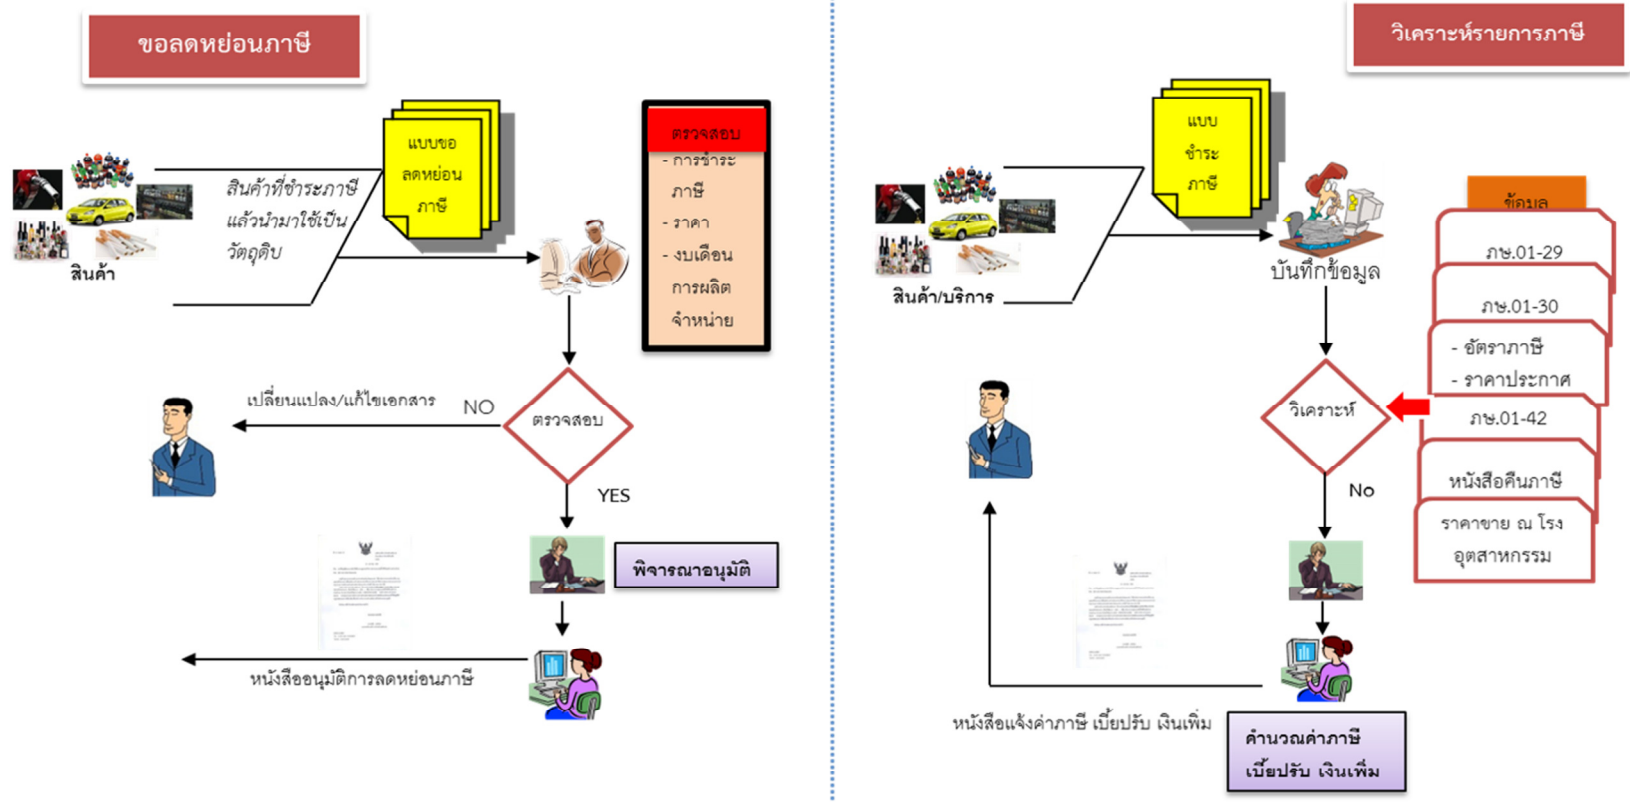 ขอลดหย่อนภาษี
แบบขอ
ลดหย่อน
ภาษี
สินค้าที่ชำระภาษี
แล้วนำมาใช้เป็น
วัตถุดิบ
สินค้า
ตรวจสอบ
- การชำระ
ภาษี
- ราคา
- งบเดือน
การผลิต
จำหน่าย
เปลี่ยนแปลง/แก้ไขเอกสาร
NO
ตรวจสอบ
YES
พิจารณาอนุมัติ
หนังสืออนุมัติการลดหย่อนภาษี
วิเคราะห์รายการภาษี
แบบ
ชำระ
ภาษี
สินค้า/บริการ
บันทึกข้อมูล
ข้อมูล
ภษ.01-29
ภษ.01-30
- อัตราภาษี
- ราคาประกาศ
ภษ.01-42
หนังสือคืนภาษี
ราคาขาย ณ โรง
อุตสาหกรรม
วิเคราะห์
No
หนังสือแจ้งค่าภาษี เบี้ยปรับ เงินเพิ่ม
คำนวณค่าภาษี
เบี้ยปรับ เงินเพิ่ม